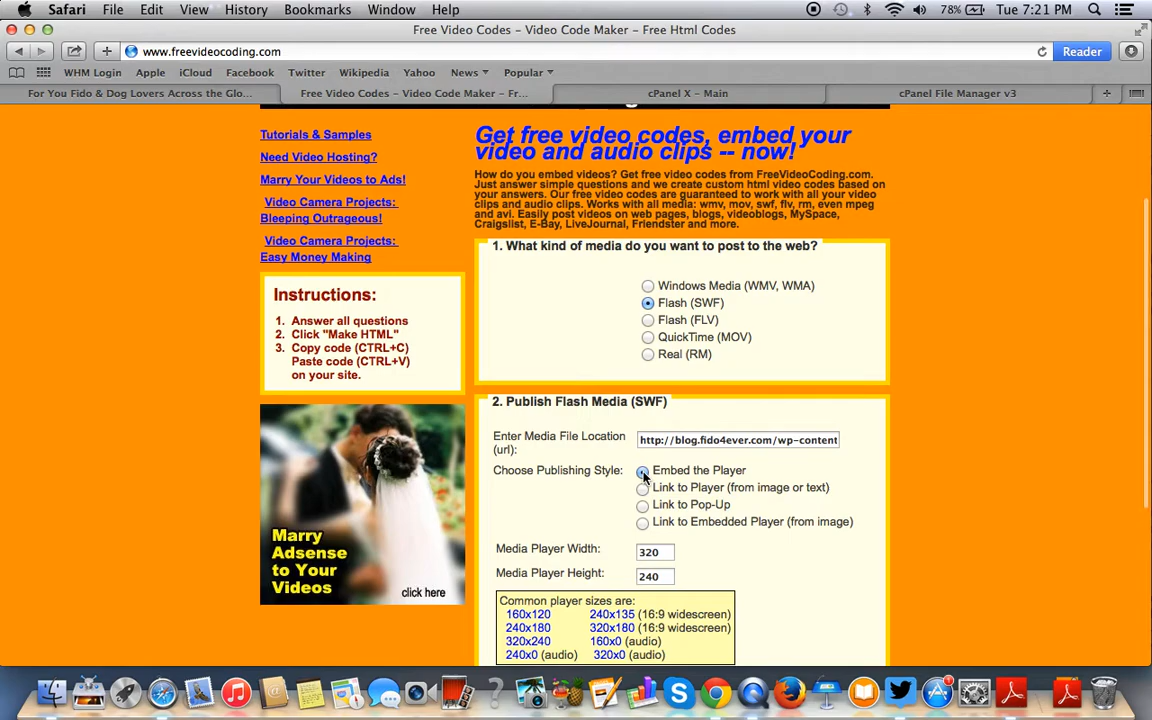 Safari File Edit View History Bookmarks Window Help 78% Tue 7:21 PM
Free Video Codes – Video Code Maker – Free Html Codes
www.freevideocoding.com Reader
WHM Login Apple iCloud Facebook Twitter Wikipedia Yahoo News Popular
For You Fido & Dog Lovers Across the Glo... Free Video Codes – Video Code Maker – Fr... cPanel X – Main cPanel File Manager v3
Tutorials & Samples
Need Video Hosting?
Marry Your Videos to Ads!
Video Camera Projects:
Bleeping Outrageous!
Video Camera Projects:
Easy Money Making
Instructions:
1. Answer all questions
2. Click "Make HTML"
3. Copy code (CTRL+C)
Paste code (CTRL+V)
on your site.
Marry
Adsense
to Your
Videos
click here
Get free video codes, embed your
video and audio clips -- now!
How do you embed videos? Get free video codes from FreeVideoCoding.com.
Just answer simple questions and we create custom html video codes based on
your answers. Our free video codes are guaranteed to work with all your video
clips and audio clips. Works with all media: wmv, mov, swf, flv, rm, even mpeg
and avi. Easily post videos on web pages, blogs, videoblogs, MySpace,
Craigslist, E-Bay, LiveJournal, Friendster and more.
1. What kind of media do you want to post to the web?
Windows Media (WMV, WMA)
Flash (SWF)
Flash (FLV)
QuickTime (MOV)
Real (RM)
2. Publish Flash Media (SWF)
Enter Media File Location
(url):
http://blog.fido4ever.com/wp-content
Choose Publishing Style:
Embed the Player
Link to Player (from image or text)
Link to Pop-Up
Link to Embedded Player (from image)
Media Player Width: 320
Media Player Height: 240
Common player sizes are:
160x120 240x135 (16:9 widescreen)
240x180 320x180 (16:9 widescreen)
320x240 160x0 (audio)
240x0 (audio) 320x0 (audio)